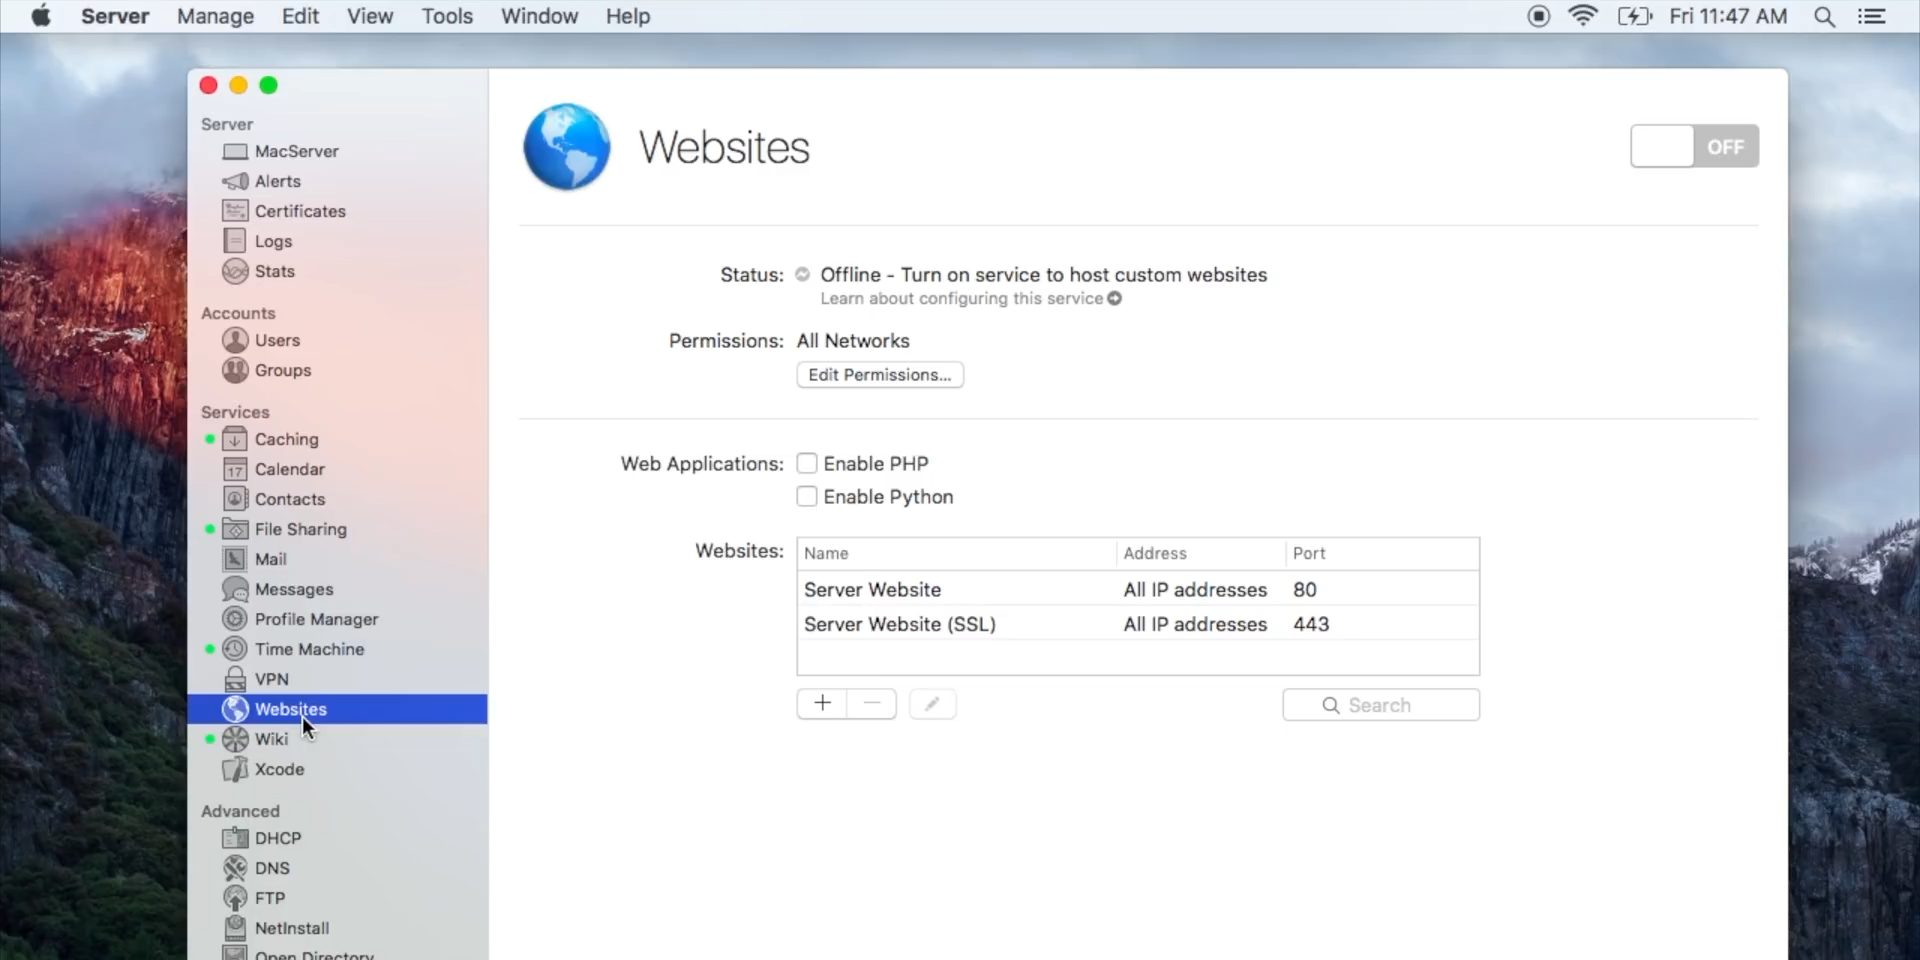 Server Manage Edit View Tools Window Help Fri 11:47 AM
Server
MacServer
Alerts
Certificates
Logs
Stats
Accounts
Users
Groups
Services
Caching
17 Calendar
Contacts
File Sharing
Mail
Messages
Profile Manager
Time Machine
VPN
Websites
Wiki
Xcode
Advanced
DHCP
DNS
FTP
NetInstall
Open Directory
Websites
OFF
Status: Offline - Turn on service to host custom websites
Learn about configuring this service
Permissions: All Networks
Edit Permissions...
Web Applications: Enable PHP
Enable Python
Websites: Name Address Port
Server Website All IP addresses 80
Server Website (SSL) All IP addresses 443
+ − Search